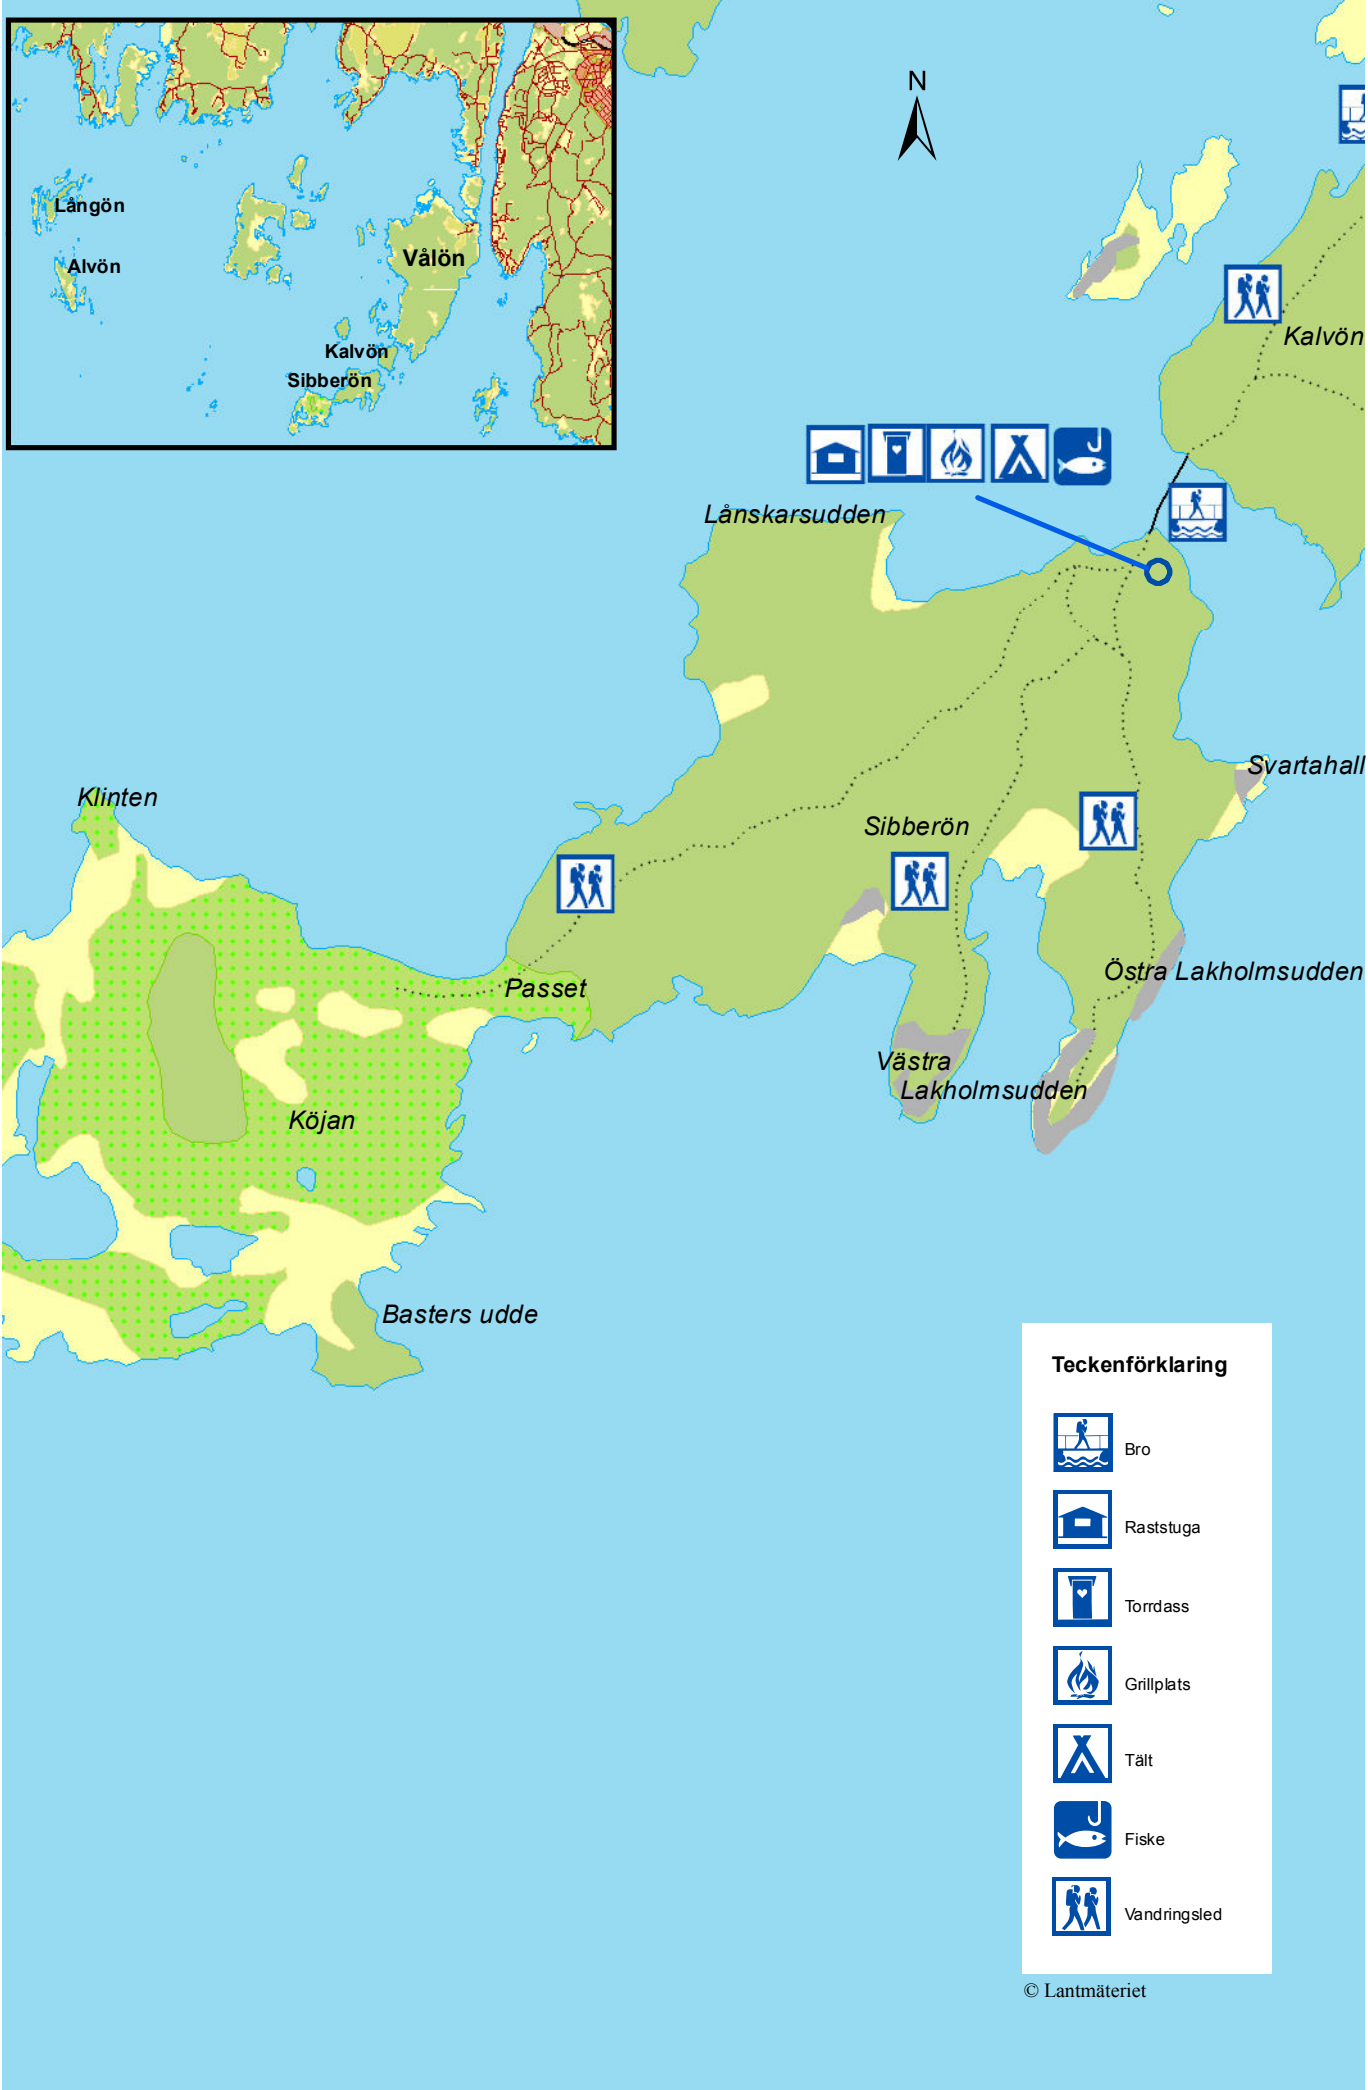 N
Långön
Alvön
Vålön
Kalvön
Sibberön
Kalvön
Lånskarsudden
Svartahall
Klinten
Sibberön
Östra Lakholmsudden
Passet
Västra
Lakholmsudden
Köjan
Basters udde
Teckenförklaring
Bro
Raststuga
Torrdass
Grillplats
Tält
Fiske
Vandringsled
© Lantmäteriet